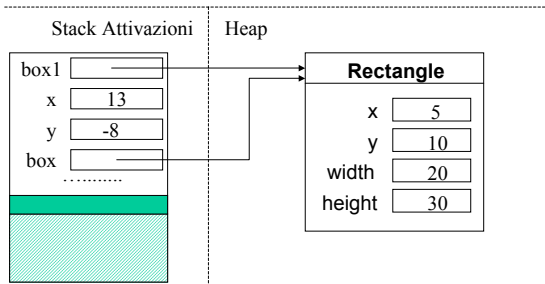 Stack Attivazioni
Heap
box1
x 13
y -8
box
...........
Rectangle
x 5
y 10
width 20
height 30